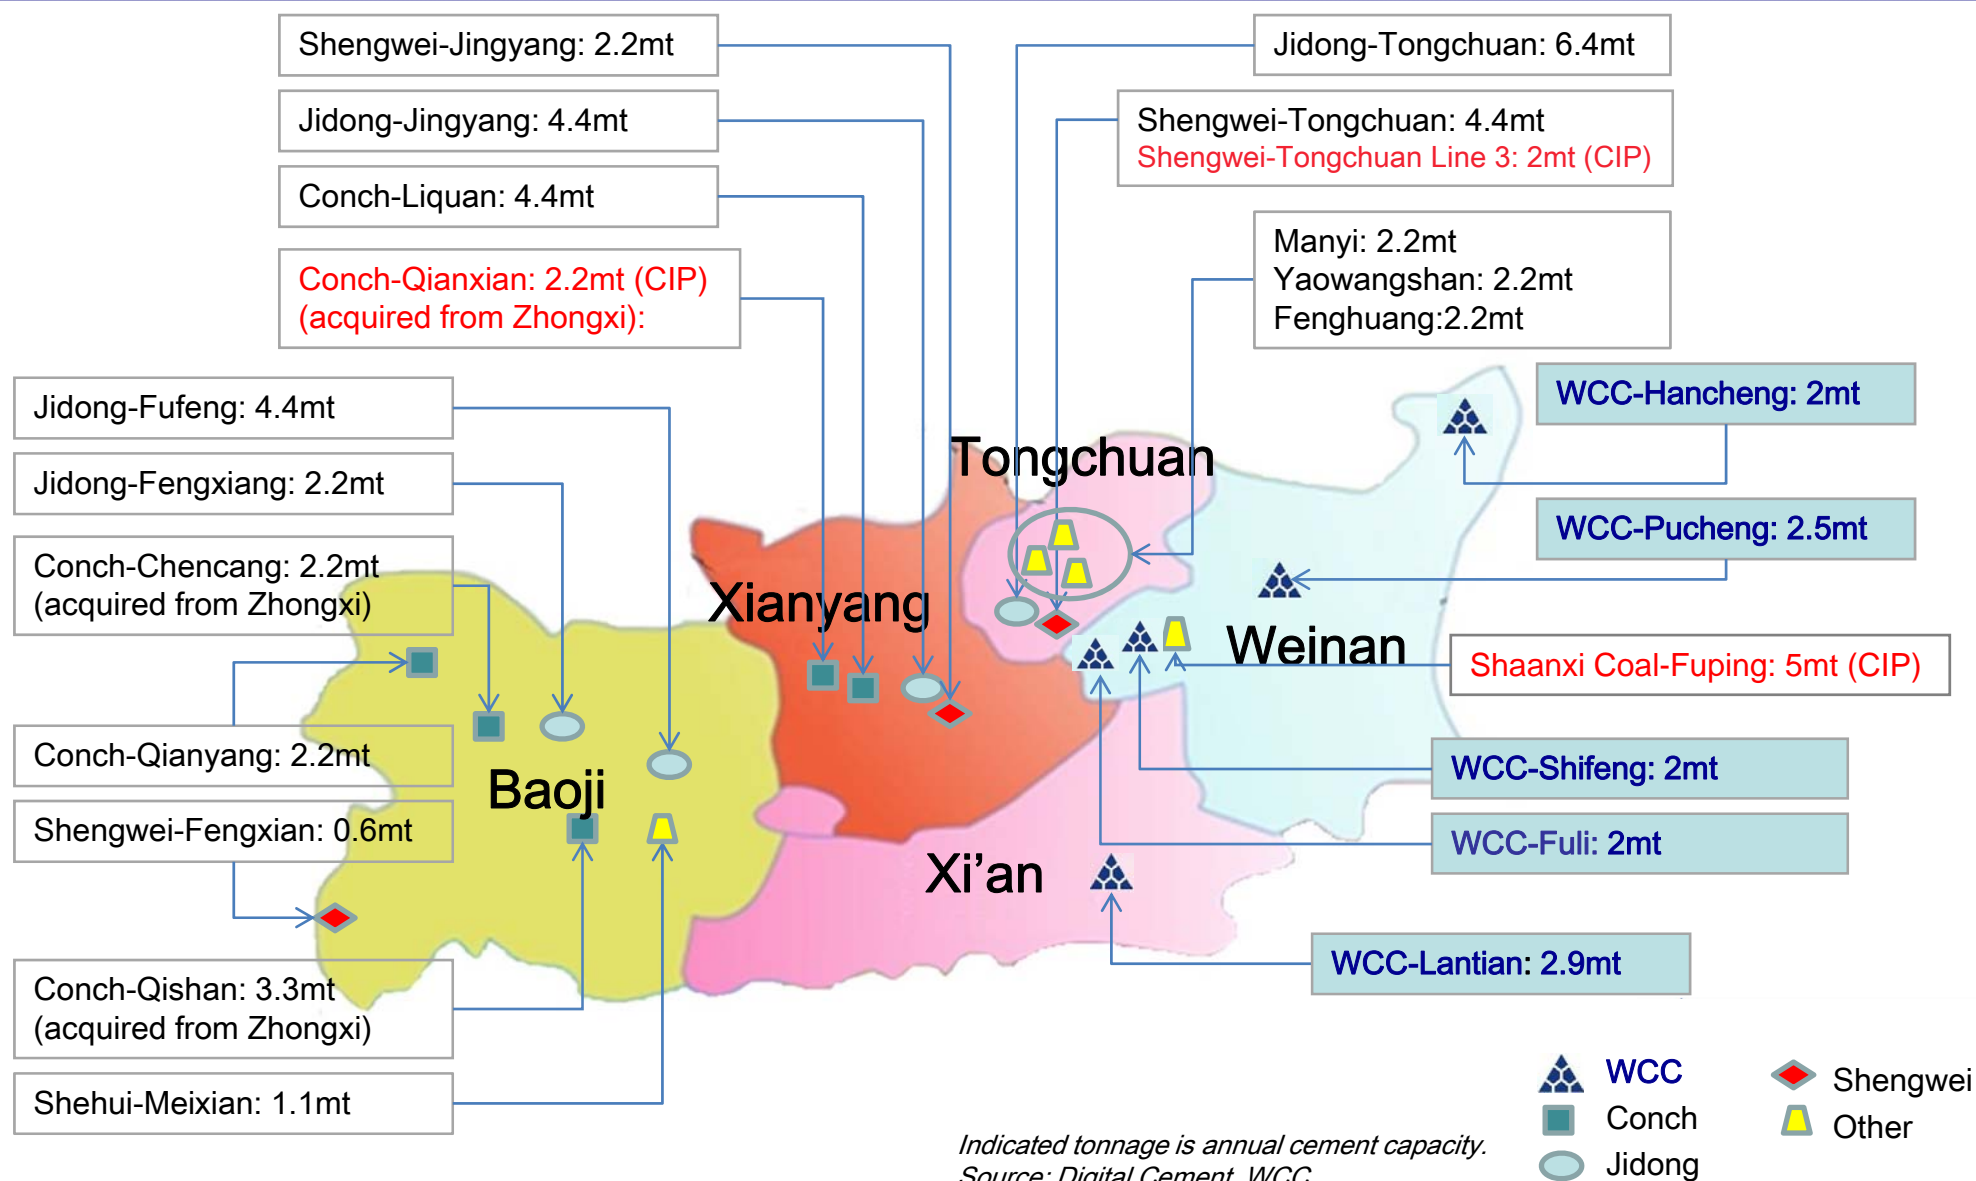 Shengwei-Jingyang: 2.2mt
Jidong-Jingyang: 4.4mt
Conch-Liquan: 4.4mt
Conch-Qianxian: 2.2mt (CIP)
(acquired from Zhongxi):
Jidong-Fufeng: 4.4mt
Jidong-Fengxiang: 2.2mt
Conch-Chencang: 2.2mt
(acquired from Zhongxi)
Conch-Qianyang: 2.2mt
Shengwei-Fengxian: 0.6mt
Conch-Qishan: 3.3mt
(acquired from Zhongxi)
Shehui-Meixian: 1.1mt
Jidong-Tongchuan: 6.4mt
Shengwei-Tongchuan: 4.4mt
Shengwei-Tongchuan Line 3: 2mt (CIP)
Manyi: 2.2mt
Yaowangshan: 2.2mt
Fenghuang:2.2mt
WCC-Hancheng: 2mt
WCC-Pucheng: 2.5mt
Shaanxi Coal-Fuping: 5mt (CIP)
WCC-Shifeng: 2mt
WCC-Fuli: 2mt
WCC-Lantian: 2.9mt
Tongchuan
Xianyang
Weinan
Baoji
Xi’an
WCC
Conch
Jidong
Shengwei
Other
Indicated tonnage is annual cement capacity.
Source: Digital Cement, WCC